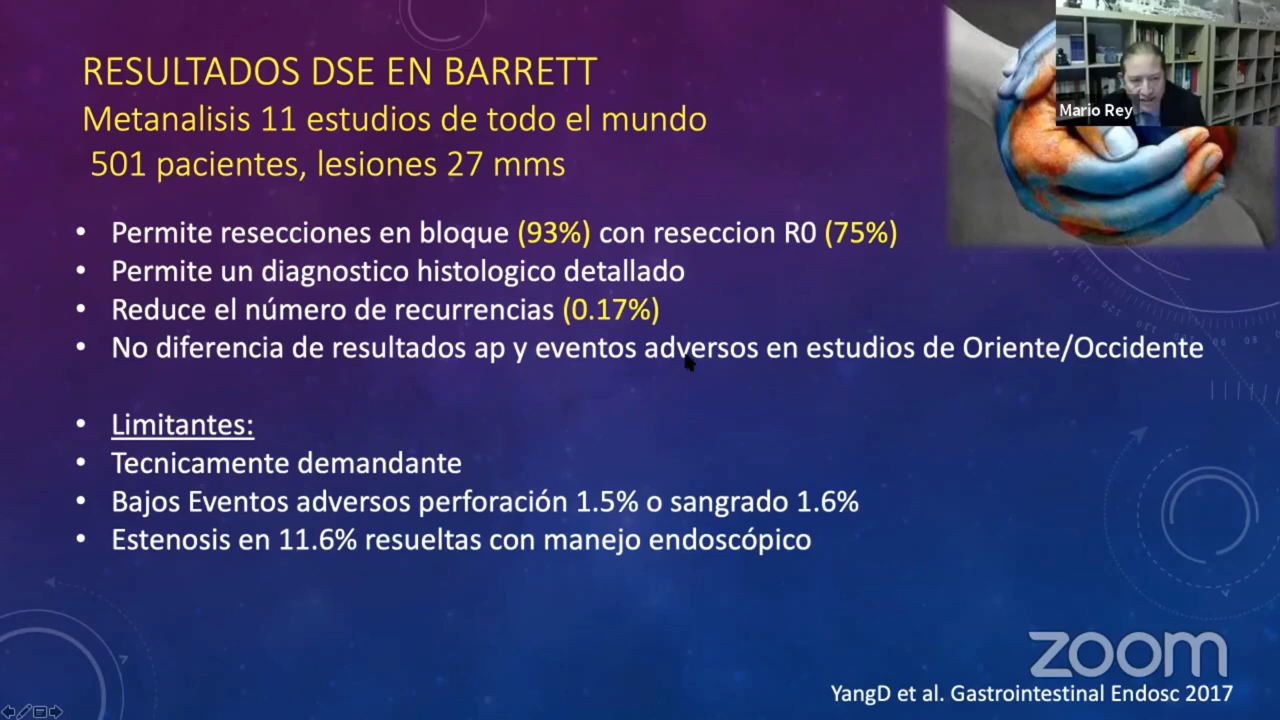 RESULTADOS DSE EN BARRETT
Metanalisis 11 estudios de todo el mundo
501 pacientes, lesiones 27 mms
Mario Rey
• Permite resecciones en bloque (93%) con reseccion R0 (75%)
• Permite un diagnostico histologico detallado
• Reduce el número de recurrencias (0.17%)
• No diferencia de resultados ap y eventos adversos en estudios de Oriente/Occidente
• Limitantes:
• Tecnicamente demandante
• Bajos Eventos adversos perforación 1.5% o sangrado 1.6%
• Estenosis en 11.6% resueltas con manejo endoscópico
zoom
YangD et al. Gastrointestinal Endosc 2017